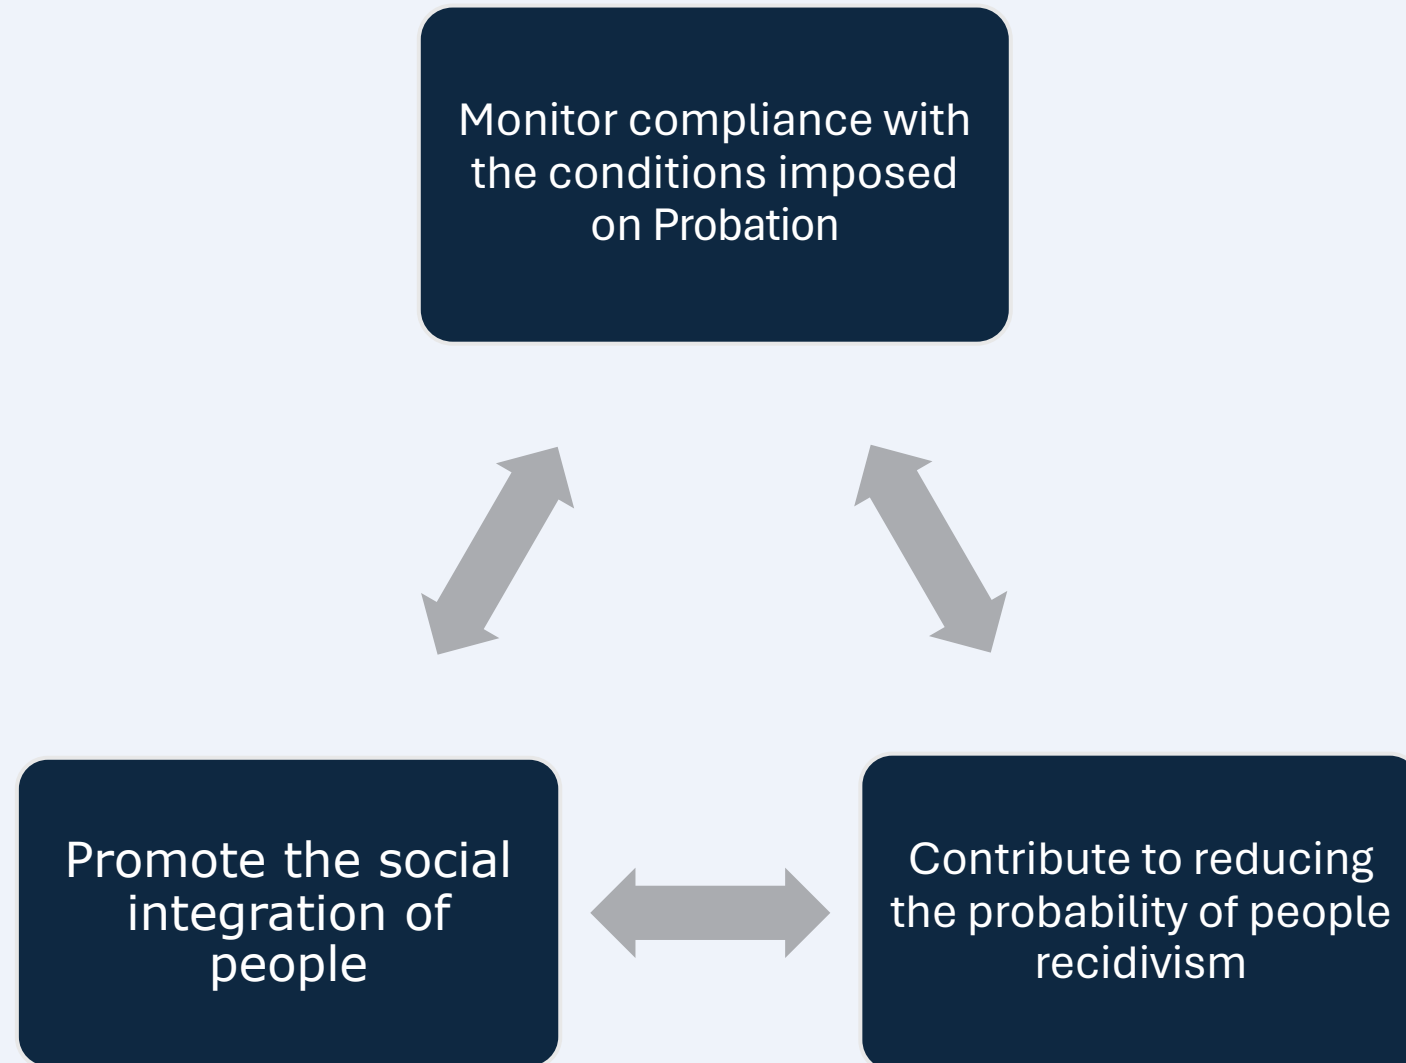 Monitor compliance with
the conditions imposed
on Probation
Promote the social
integration of
people
Contribute to reducing
the probability of people
recidivism